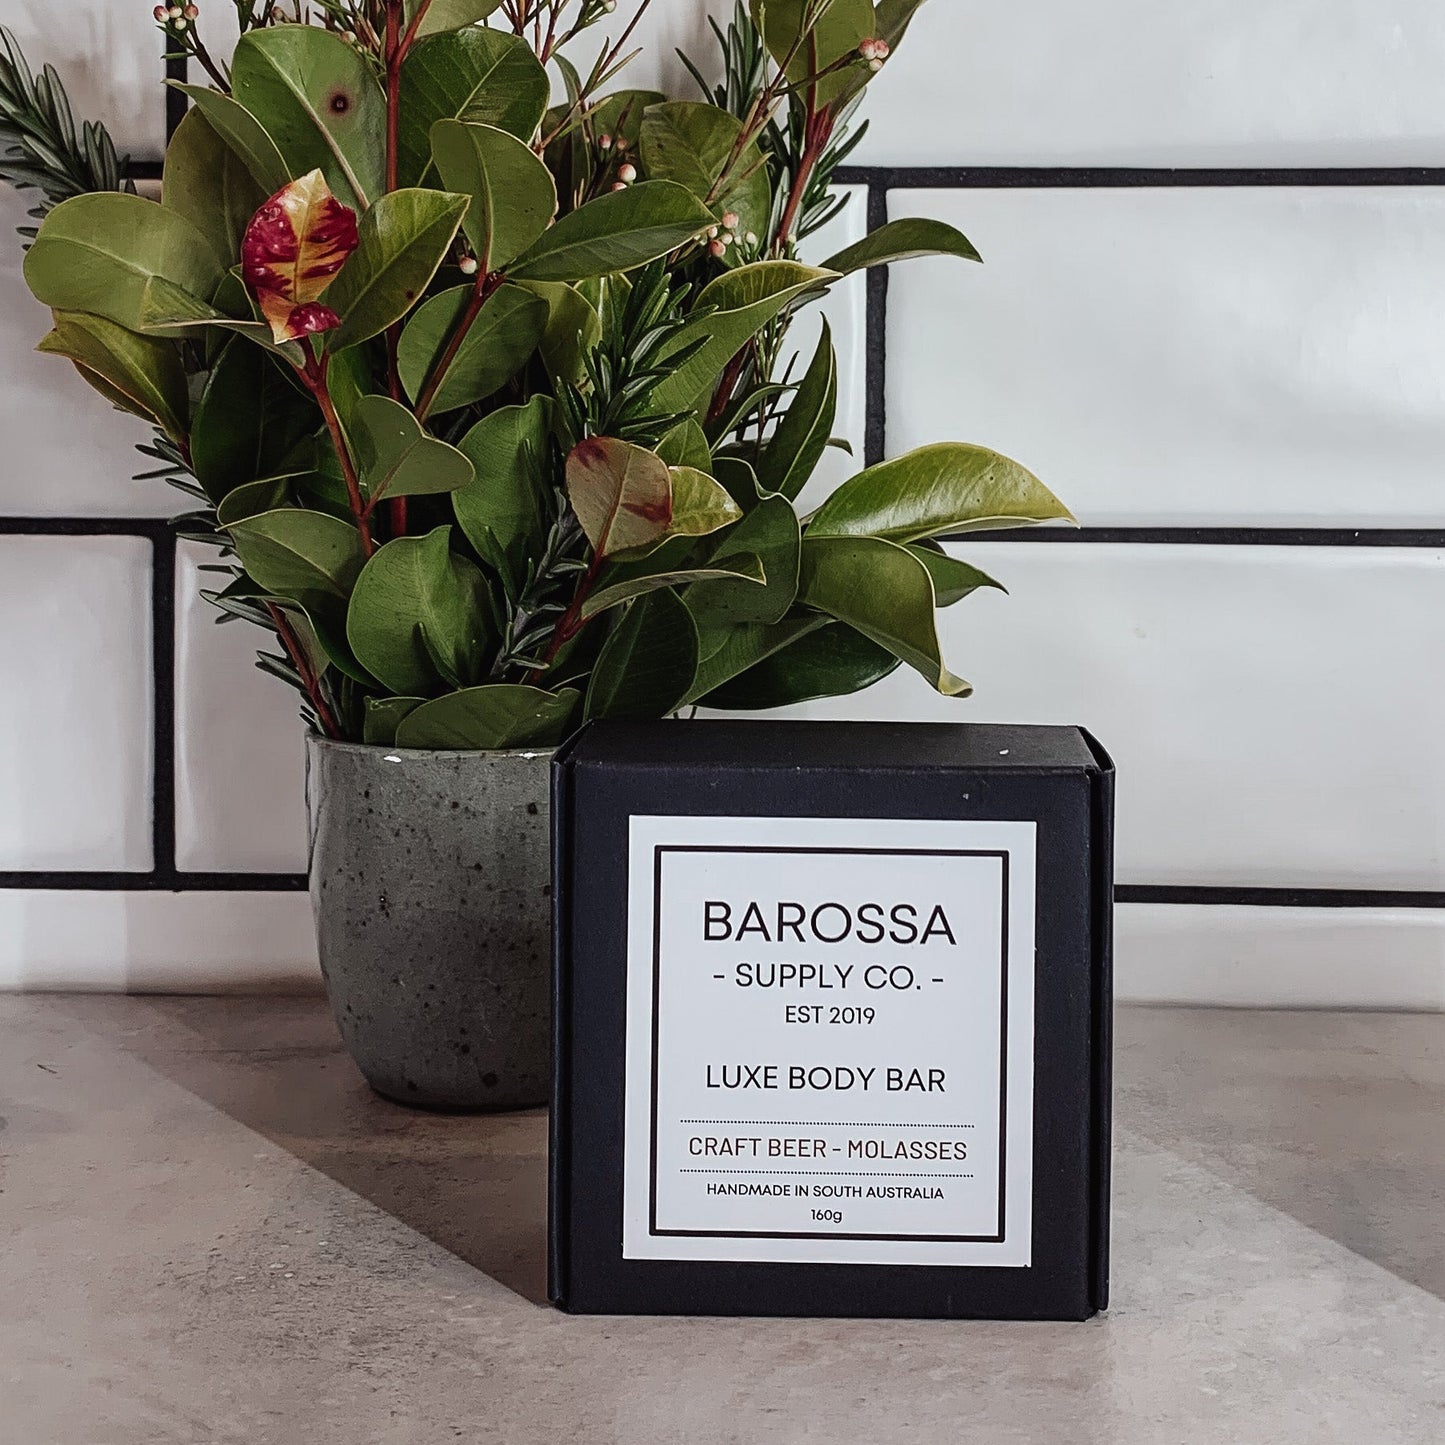 BAROSSA
- SUPPLY CO. -
EST 2019
LUXE BODY BAR
CRAFT BEER - MOLASSES
HANDMADE IN SOUTH AUSTRALIA
160g